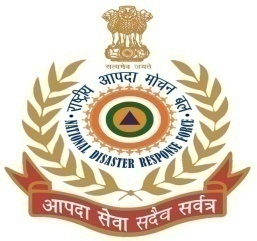 सत्यमेव जयते
राष्ट्रीय आपदा मोचन बल
NATIONAL DISASTER RESPONSE FORCE
आपदा सेवा सदैव सर्वत्र